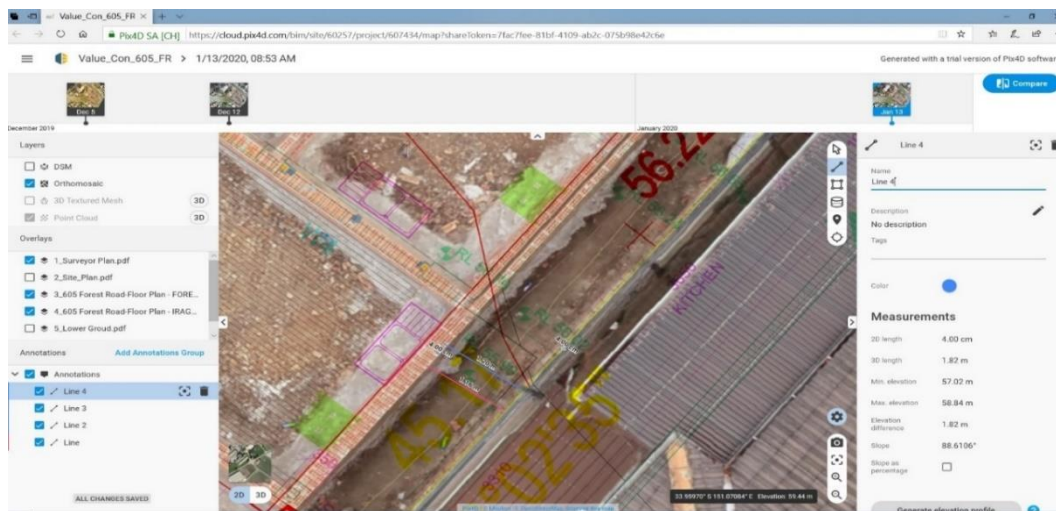 Value_Con_605_FR
Pix4D SA [CH]
https://cloud.pix4d.com/bim/site/60257/project/607434/map?shareToken=7fac7fee-81bf-4109-ab2c-075b98e42c6e
Value_Con_605_FR > 1/13/2020, 08:53 AM
Generated with a trial version of Pix4D software
Compare
Dec 12
Jan 13
December 2019
January 2020
Layers
DSM
Orthomosaic
3D Textured Mesh
3D
Point Cloud
3D
Overlays
1_Surveyor Plan.pdf
2_Site_Plan.pdf
3_605 Forest Road-Floor Plan - FORE...
4_605 Forest Road-Floor Plan - IRAG...
5_Lower Groud.pdf
Annotations
Add Annotations Group
Annotations
Line 4
Line 3
Line 2
Line
ALL CHANGES SAVED
2D
3D
56.22
KITCHEN
Line 4
Name
Line 4
Description
No description
Tags
Color
Measurements
2D length
4.00 cm
3D length
1.82 m
Min. elevation
57.02 m
Max. elevation
58.84 m
Elevation difference
1.82 m
Slope
88.6106°
Slope as percentage
Generate elevation profile